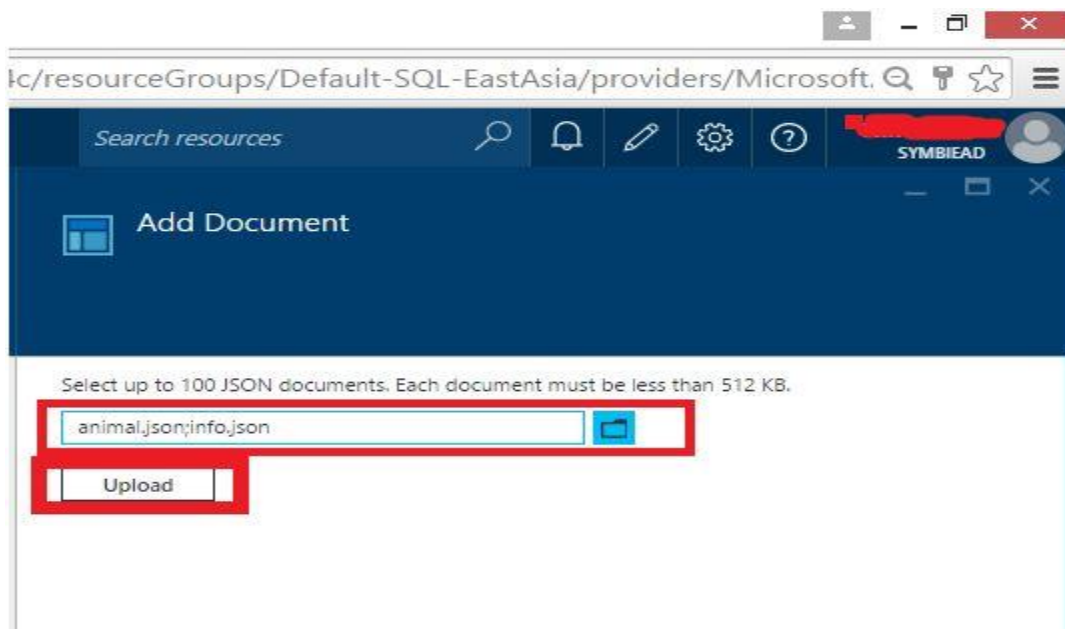 4c/resourceGroups/Default-SQL-EastAsia/providers/Microsoft.
Search resources
SYMBIEAD
Add Document
Select up to 100 JSON documents. Each document must be less than 512 KB.
animal.json;info.json
Upload